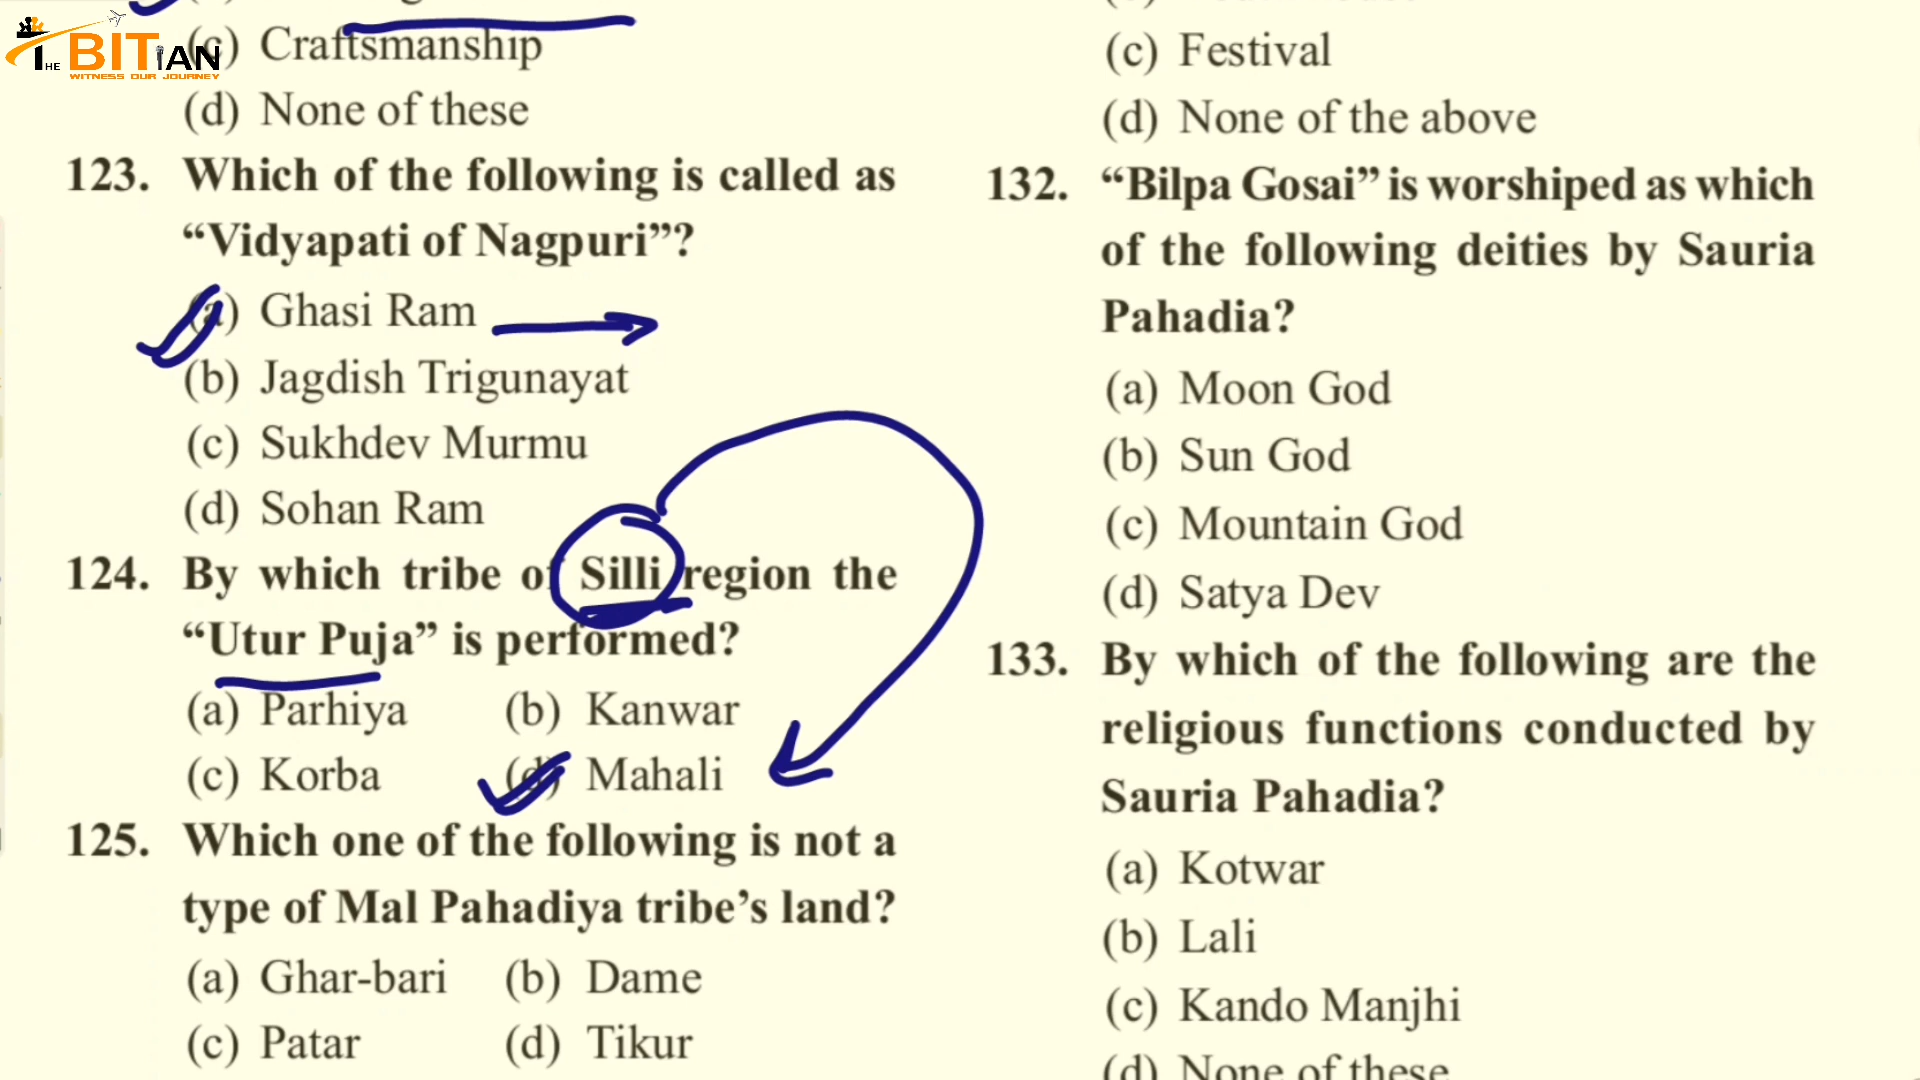 THE BITIAN
WITNESS OUR JOURNEY
(c) Craftsmanship
(d) None of these
123. Which of the following is called as
“Vidyapati of Nagpuri”?
(a) Ghasi Ram
(b) Jagdish Trigunayat
(c) Sukhdev Murmu
(d) Sohan Ram
124. By which tribe of Silli region the
“Utur Puja” is performed?
(a) Parhiya (b) Kanwar
(c) Korba (d) Mahali
125. Which one of the following is not a
type of Mal Pahadiya tribe’s land?
(a) Ghar-bari (b) Dame
(c) Patar (d) Tikur
(c) Festival
(d) None of the above
132. “Bilpa Gosai” is worshiped as which
of the following deities by Sauria
Pahadia?
(a) Moon God
(b) Sun God
(c) Mountain God
(d) Satya Dev
133. By which of the following are the
religious functions conducted by
Sauria Pahadia?
(a) Kotwar
(b) Lali
(c) Kando Manjhi
(d) None of these